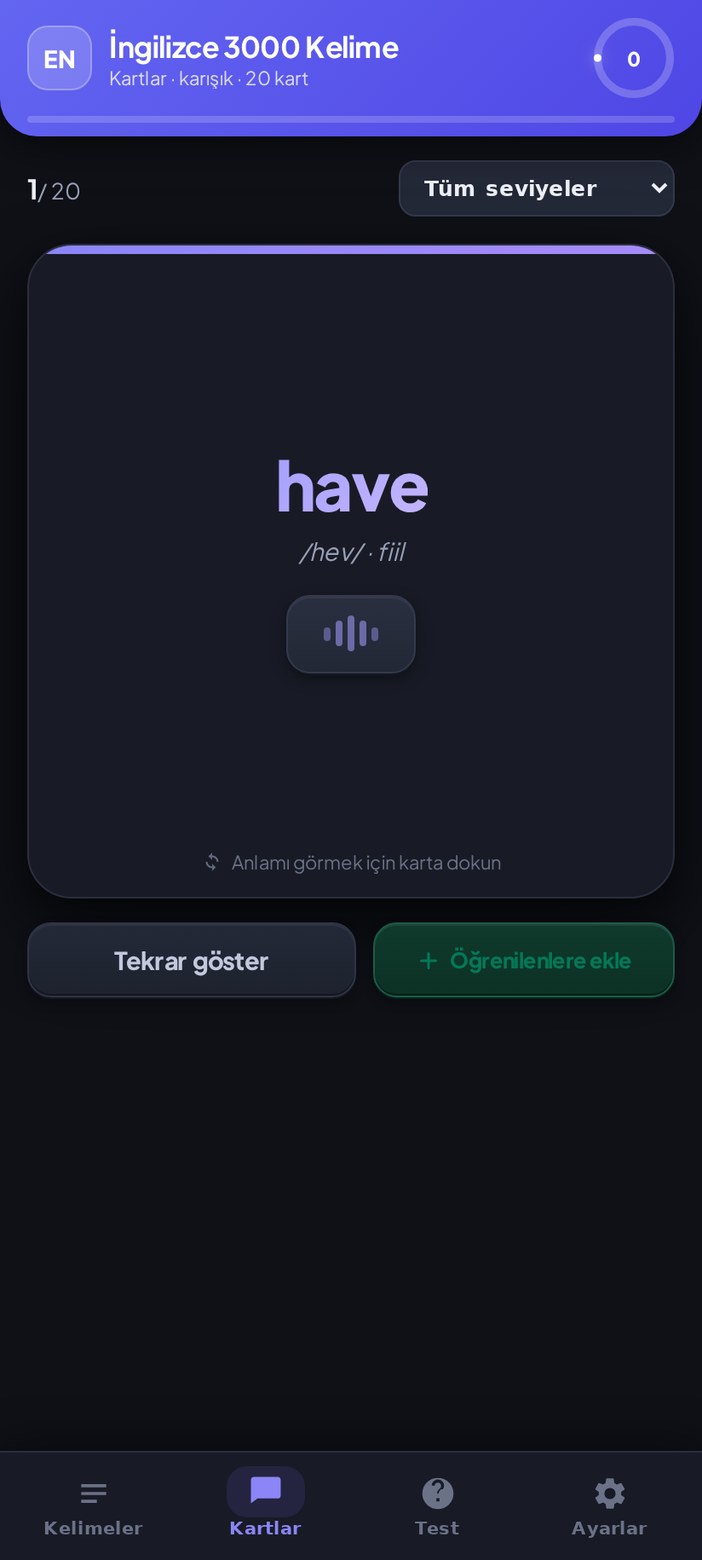 EN
İngilizce 3000 Kelime
Kartlar · karışık · 20 kart
0
1/ 20
Tüm seviyeler
have
/hev/ · fiil
Anlamı görmek için karta dokun
Tekrar göster
+ Öğrenilenlere ekle
Kelimeler
Kartlar
Test
Ayarlar